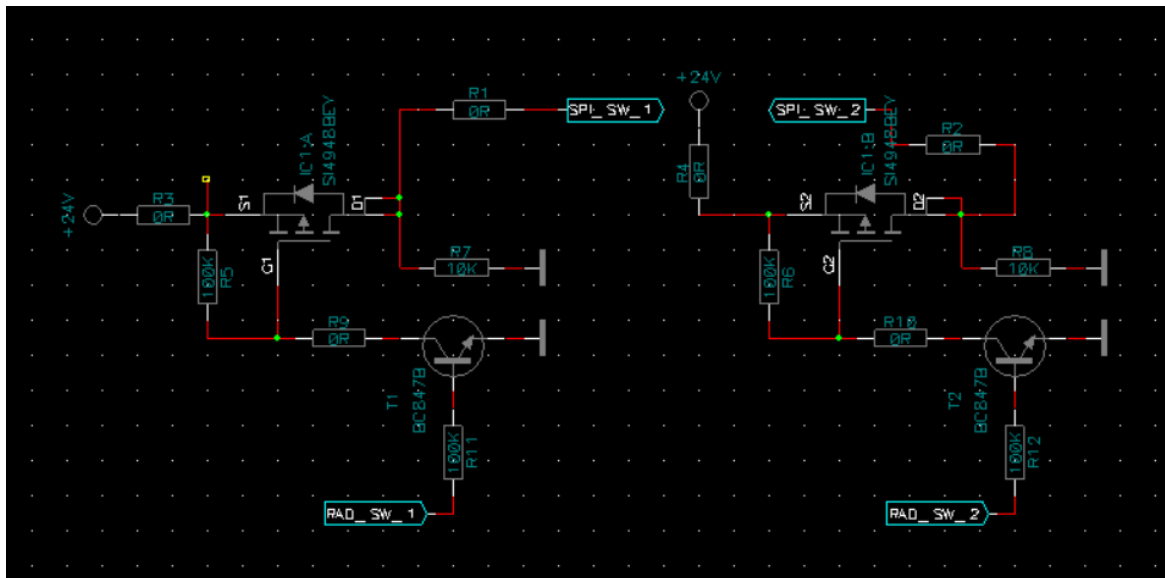 R1
0R
SPI_SW_1
IC1:A
SI4948BEY
+24V
R3
0R
S1
D1
G1
100K
R5
R7
10K
R9
0R
T1
BC847B
100K
R11
RAD_SW_1
+24V
R4
0R
SPI_SW_2
R2
0R
IC1:B
SI4948BEY
S2
D2
G2
100K
R6
R8
10K
R10
0R
T2
BC847B
100K
R12
RAD_SW_2